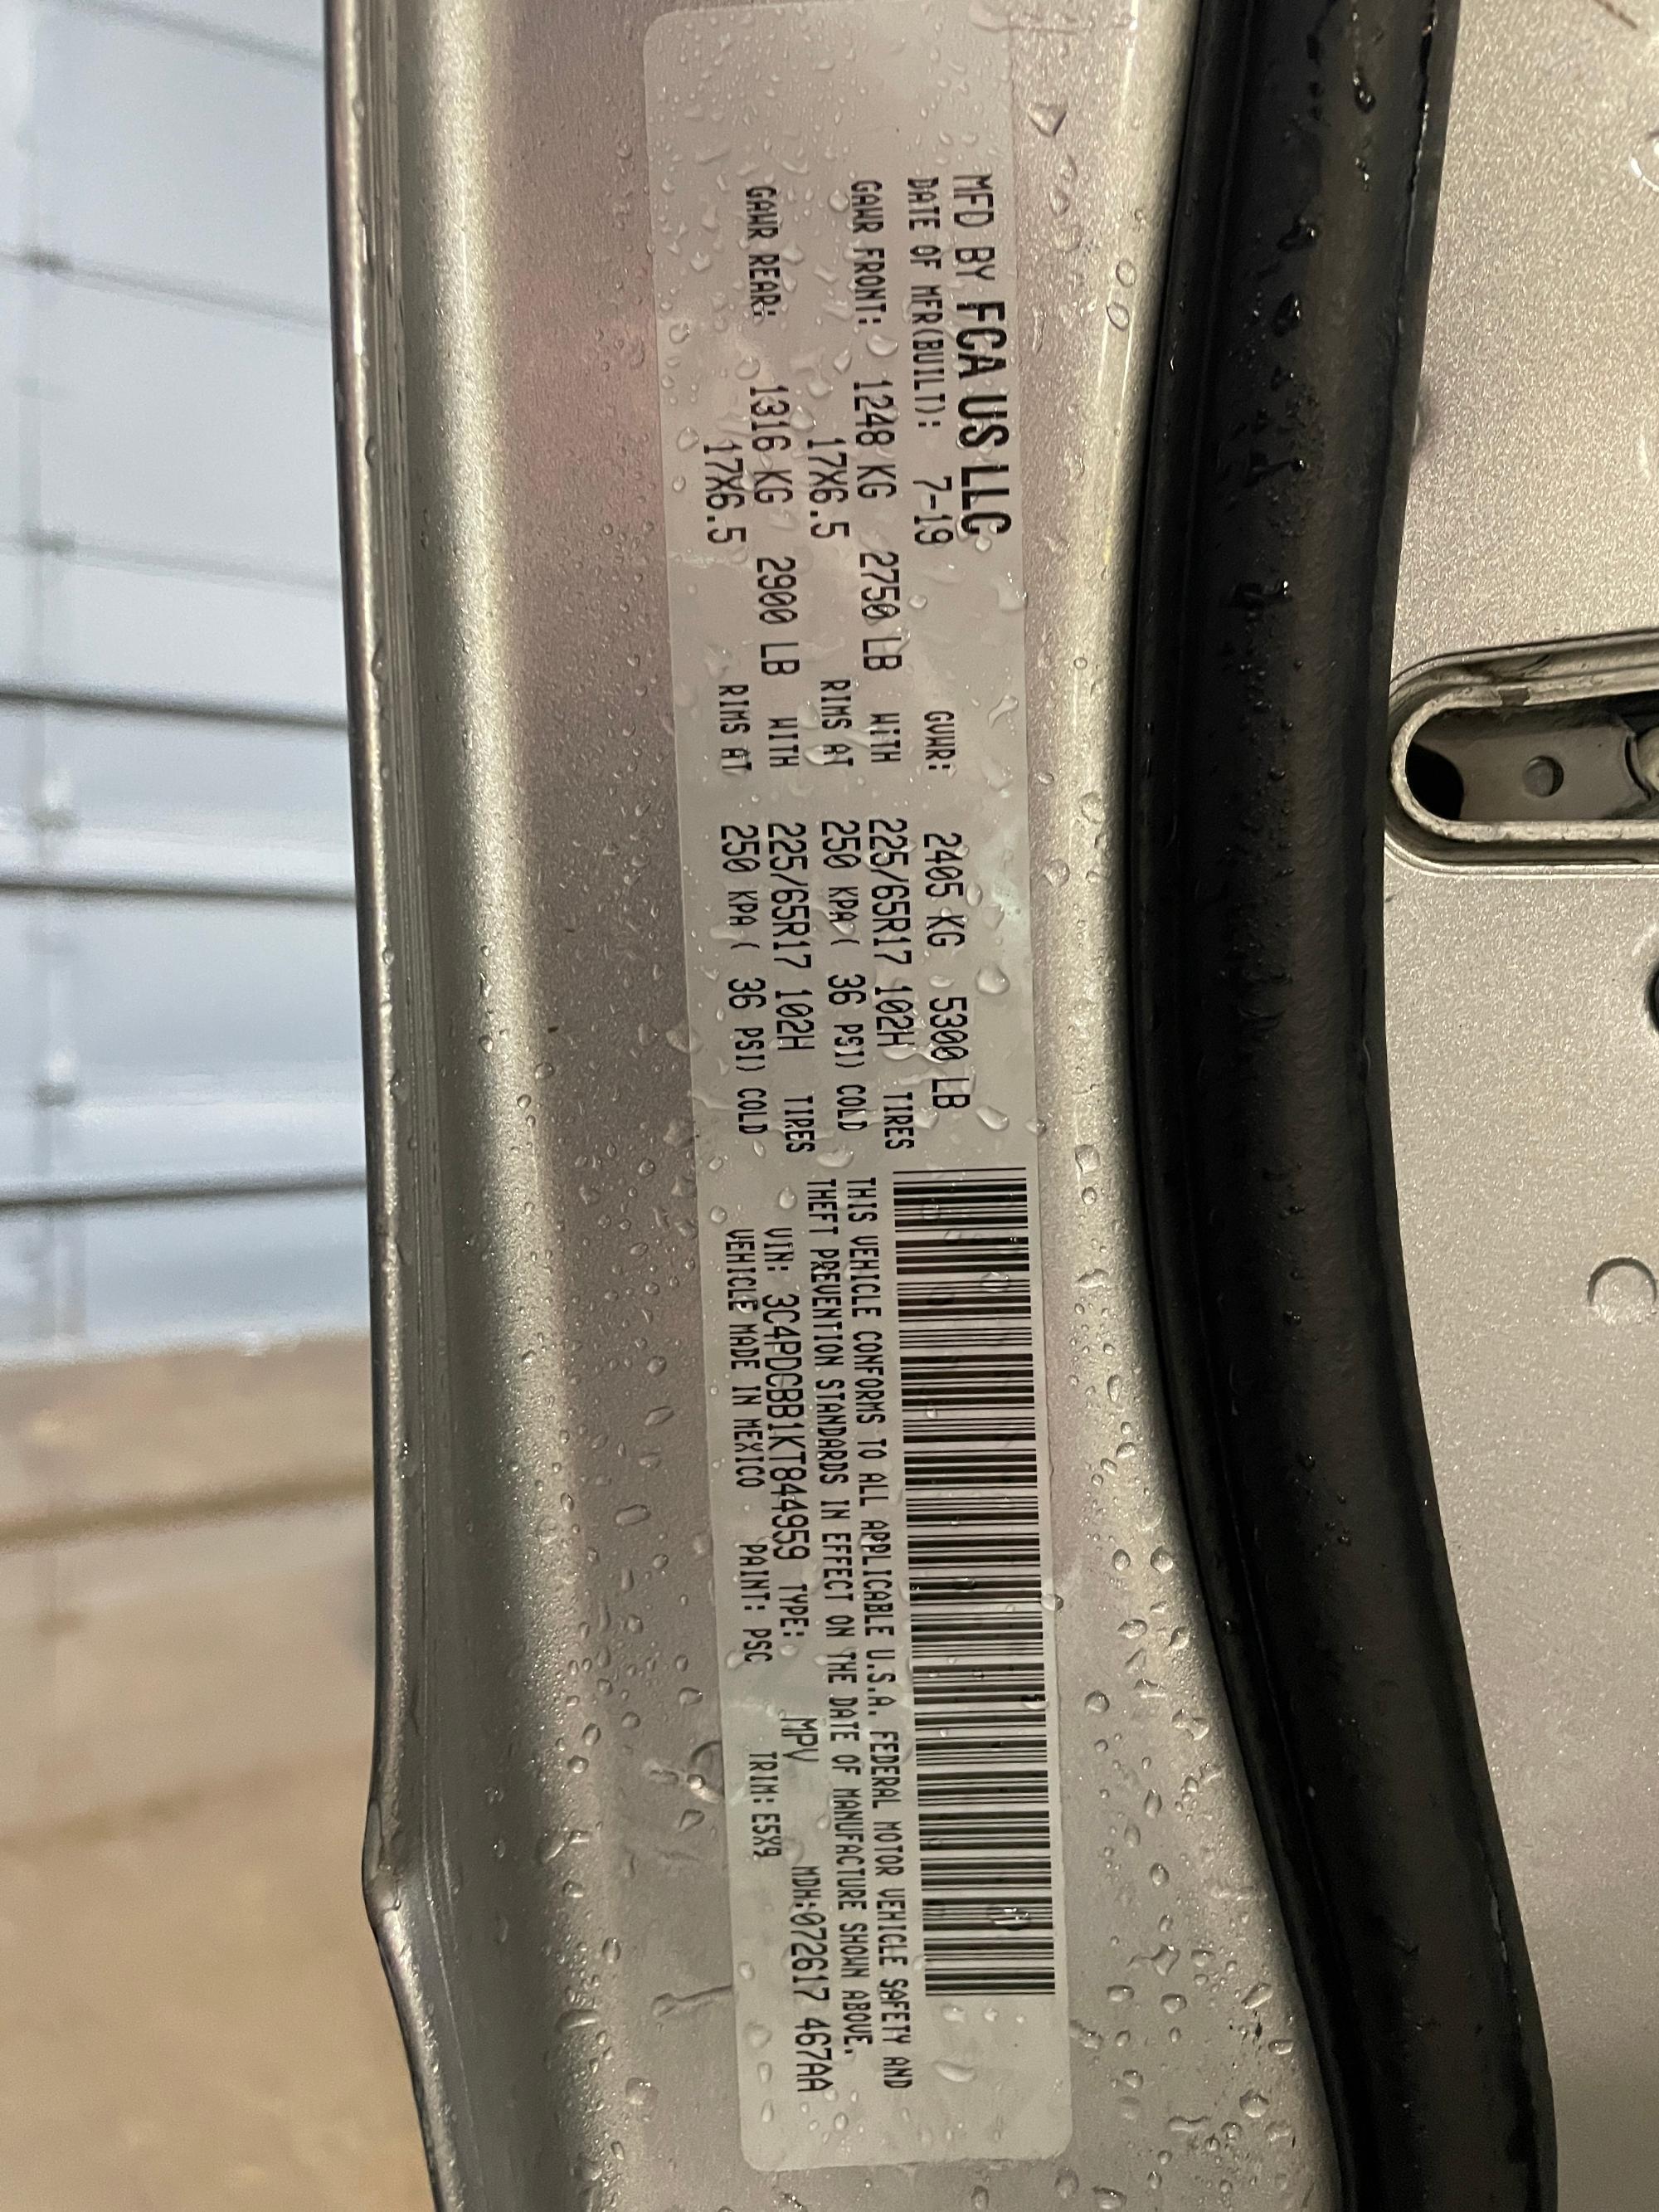 MFD BY FCA US LLC
DATE OF MFR(BUILT): 7-19 GVWR: 2405 KG 5300 LB
GAWR FRONT: 1248 KG 2750 LB WITH 225/65R17 102H TIRES
17X6.5 RIMS AT 250 KPA ( 36 PSI) COLD
GAWR REAR: 1316 KG 2900 LB WITH 225/65R17 102H TIRES
17X6.5 RIMS AT 250 KPA ( 36 PSI) COLD
THIS VEHICLE CONFORMS TO ALL APPLICABLE U.S.A. FEDERAL MOTOR VEHICLE SAFETY AND
THEFT PREVENTION STANDARDS IN EFFECT ON THE DATE OF MANUFACTURE SHOWN ABOVE.
VIN: 3C4PDCBB1KT844959 TYPE: MPV MDH:072617 467AA
VEHICLE MADE IN MEXICO PAINT: PSC TRIM: E5X9